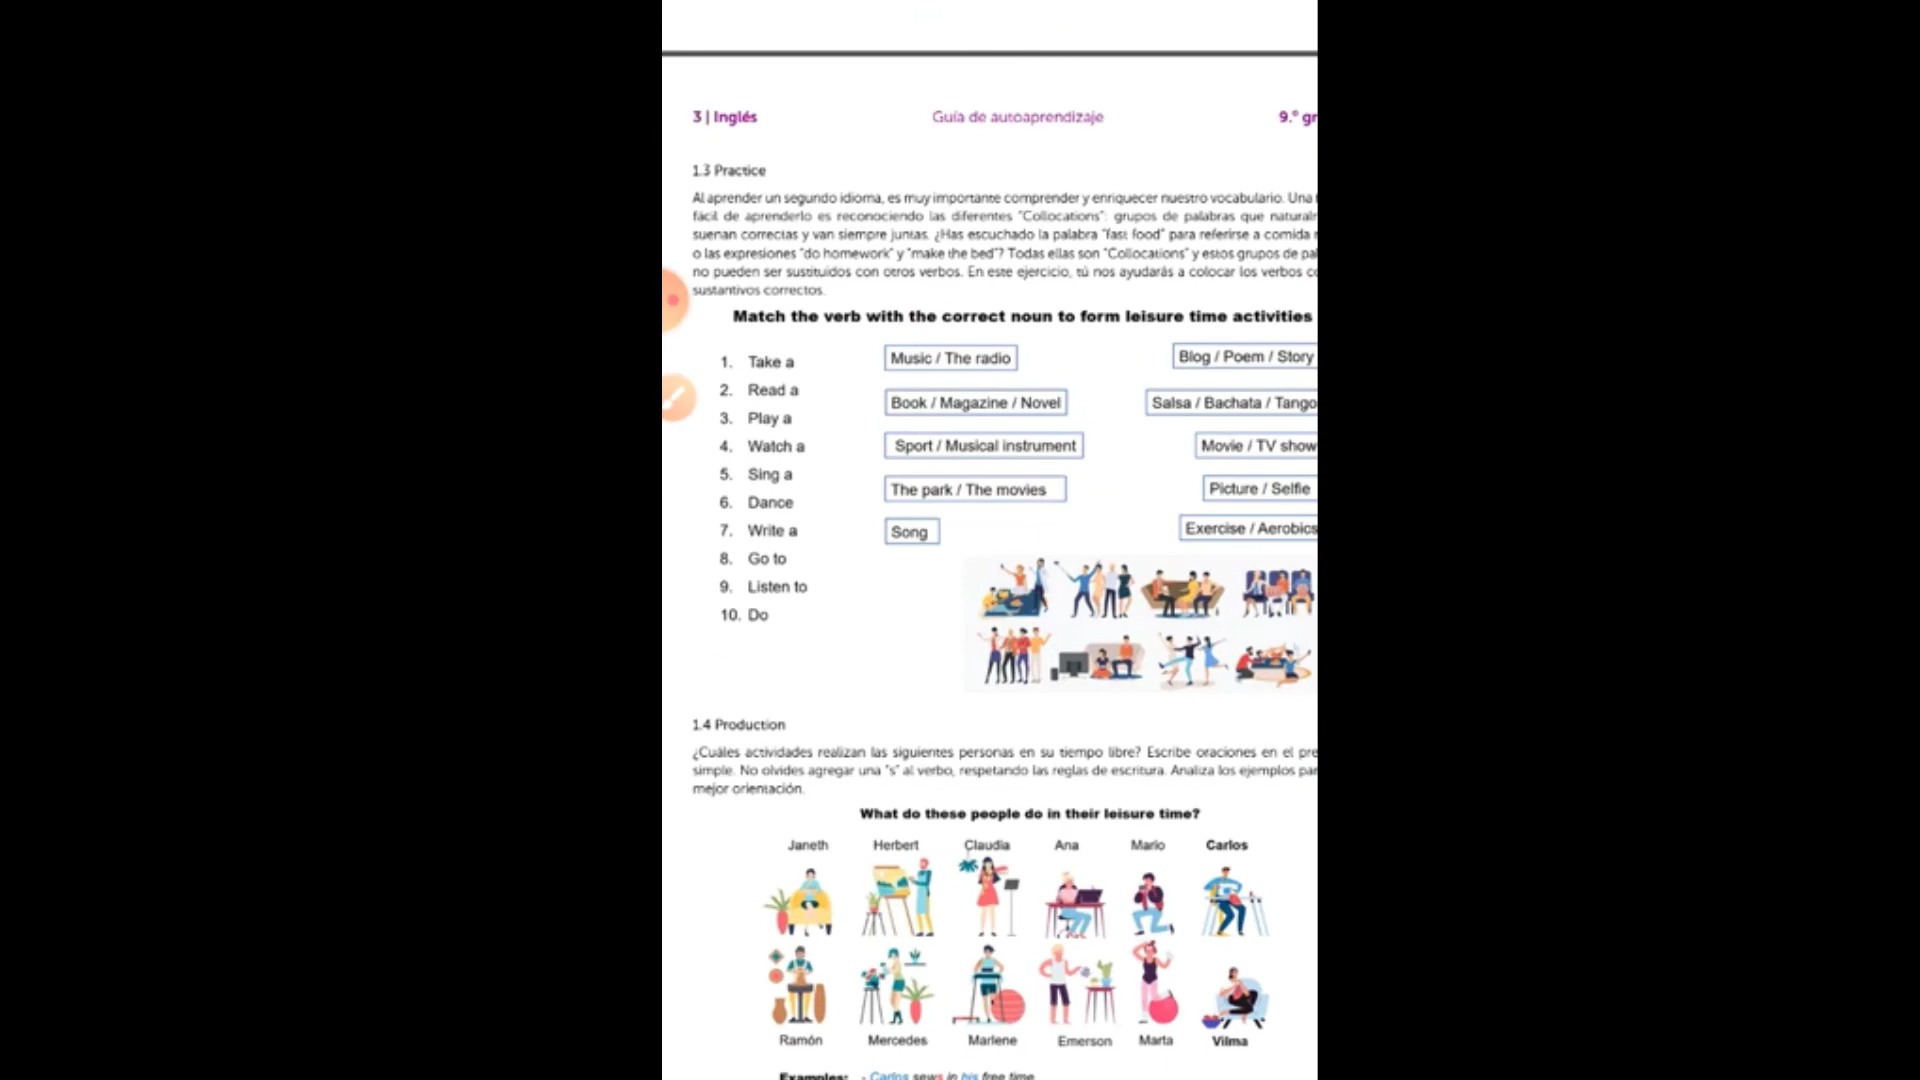 3 | Inglés
Guía de autoaprendizaje
9.° gr
1.3 Practice
Al aprender un segundo idioma, es muy importante comprender y enriquecer nuestro vocabulario. Una
fácil de aprenderlo es reconociendo las diferentes "Collocations": grupos de palabras que natural
suenan correctas y van siempre juntas. ¿Has escuchado la palabra "fast food" para referirse a comida
o las expresiones "do homework" y "make the bed"? Todas ellas son "Collocations" y estos grupos de pal
no pueden ser sustituidos con otros verbos. En este ejercicio, tú nos ayudarás a colocar los verbos co
sustantivos correctos.
Match the verb with the correct noun to form leisure time activities
1. Take a
2. Read a
3. Play a
4. Watch a
5. Sing a
6. Dance
7. Write a
8. Go to
9. Listen to
10. Do
Music / The radio
Book / Magazine / Novel
Sport / Musical instrument
The park / The movies
Song
Blog / Poem / Story
Salsa / Bachata / Tango
Movie / TV show
Picture / Selfie
Exercise / Aerobics
1.4 Production
¿Cuáles actividades realizan las siguientes personas en su tiempo libre? Escribe oraciones en el pre
simple. No olvides agregar una "s" al verbo, respetando las reglas de escritura. Analiza los ejemplos par
mejor orientación.
What do these people do in their leisure time?
Janeth Herbert Claudia Ana Mario Carlos
Ramón Mercedes Marlene Emerson Marta Vilma
Examples: - Carlos sews in his free time